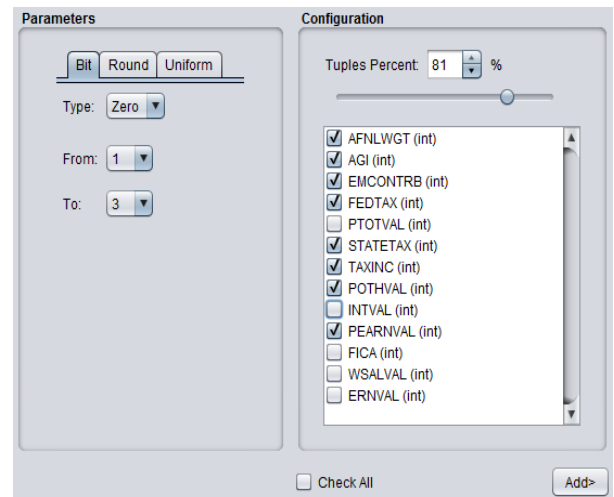 Parameters
Bit Round Uniform
Type: Zero
From: 1
To: 3
Configuration
Tuples Percent: 81 %
AFNLWGT (int)
AGI (int)
EMCONTRB (int)
FEDTAX (int)
PTOTVAL (int)
STATETAX (int)
TAXINC (int)
POTHVAL (int)
INTVAL (int)
PEARNVAL (int)
FICA (int)
WSALVAL (int)
ERNVAL (int)
Check All
Add>